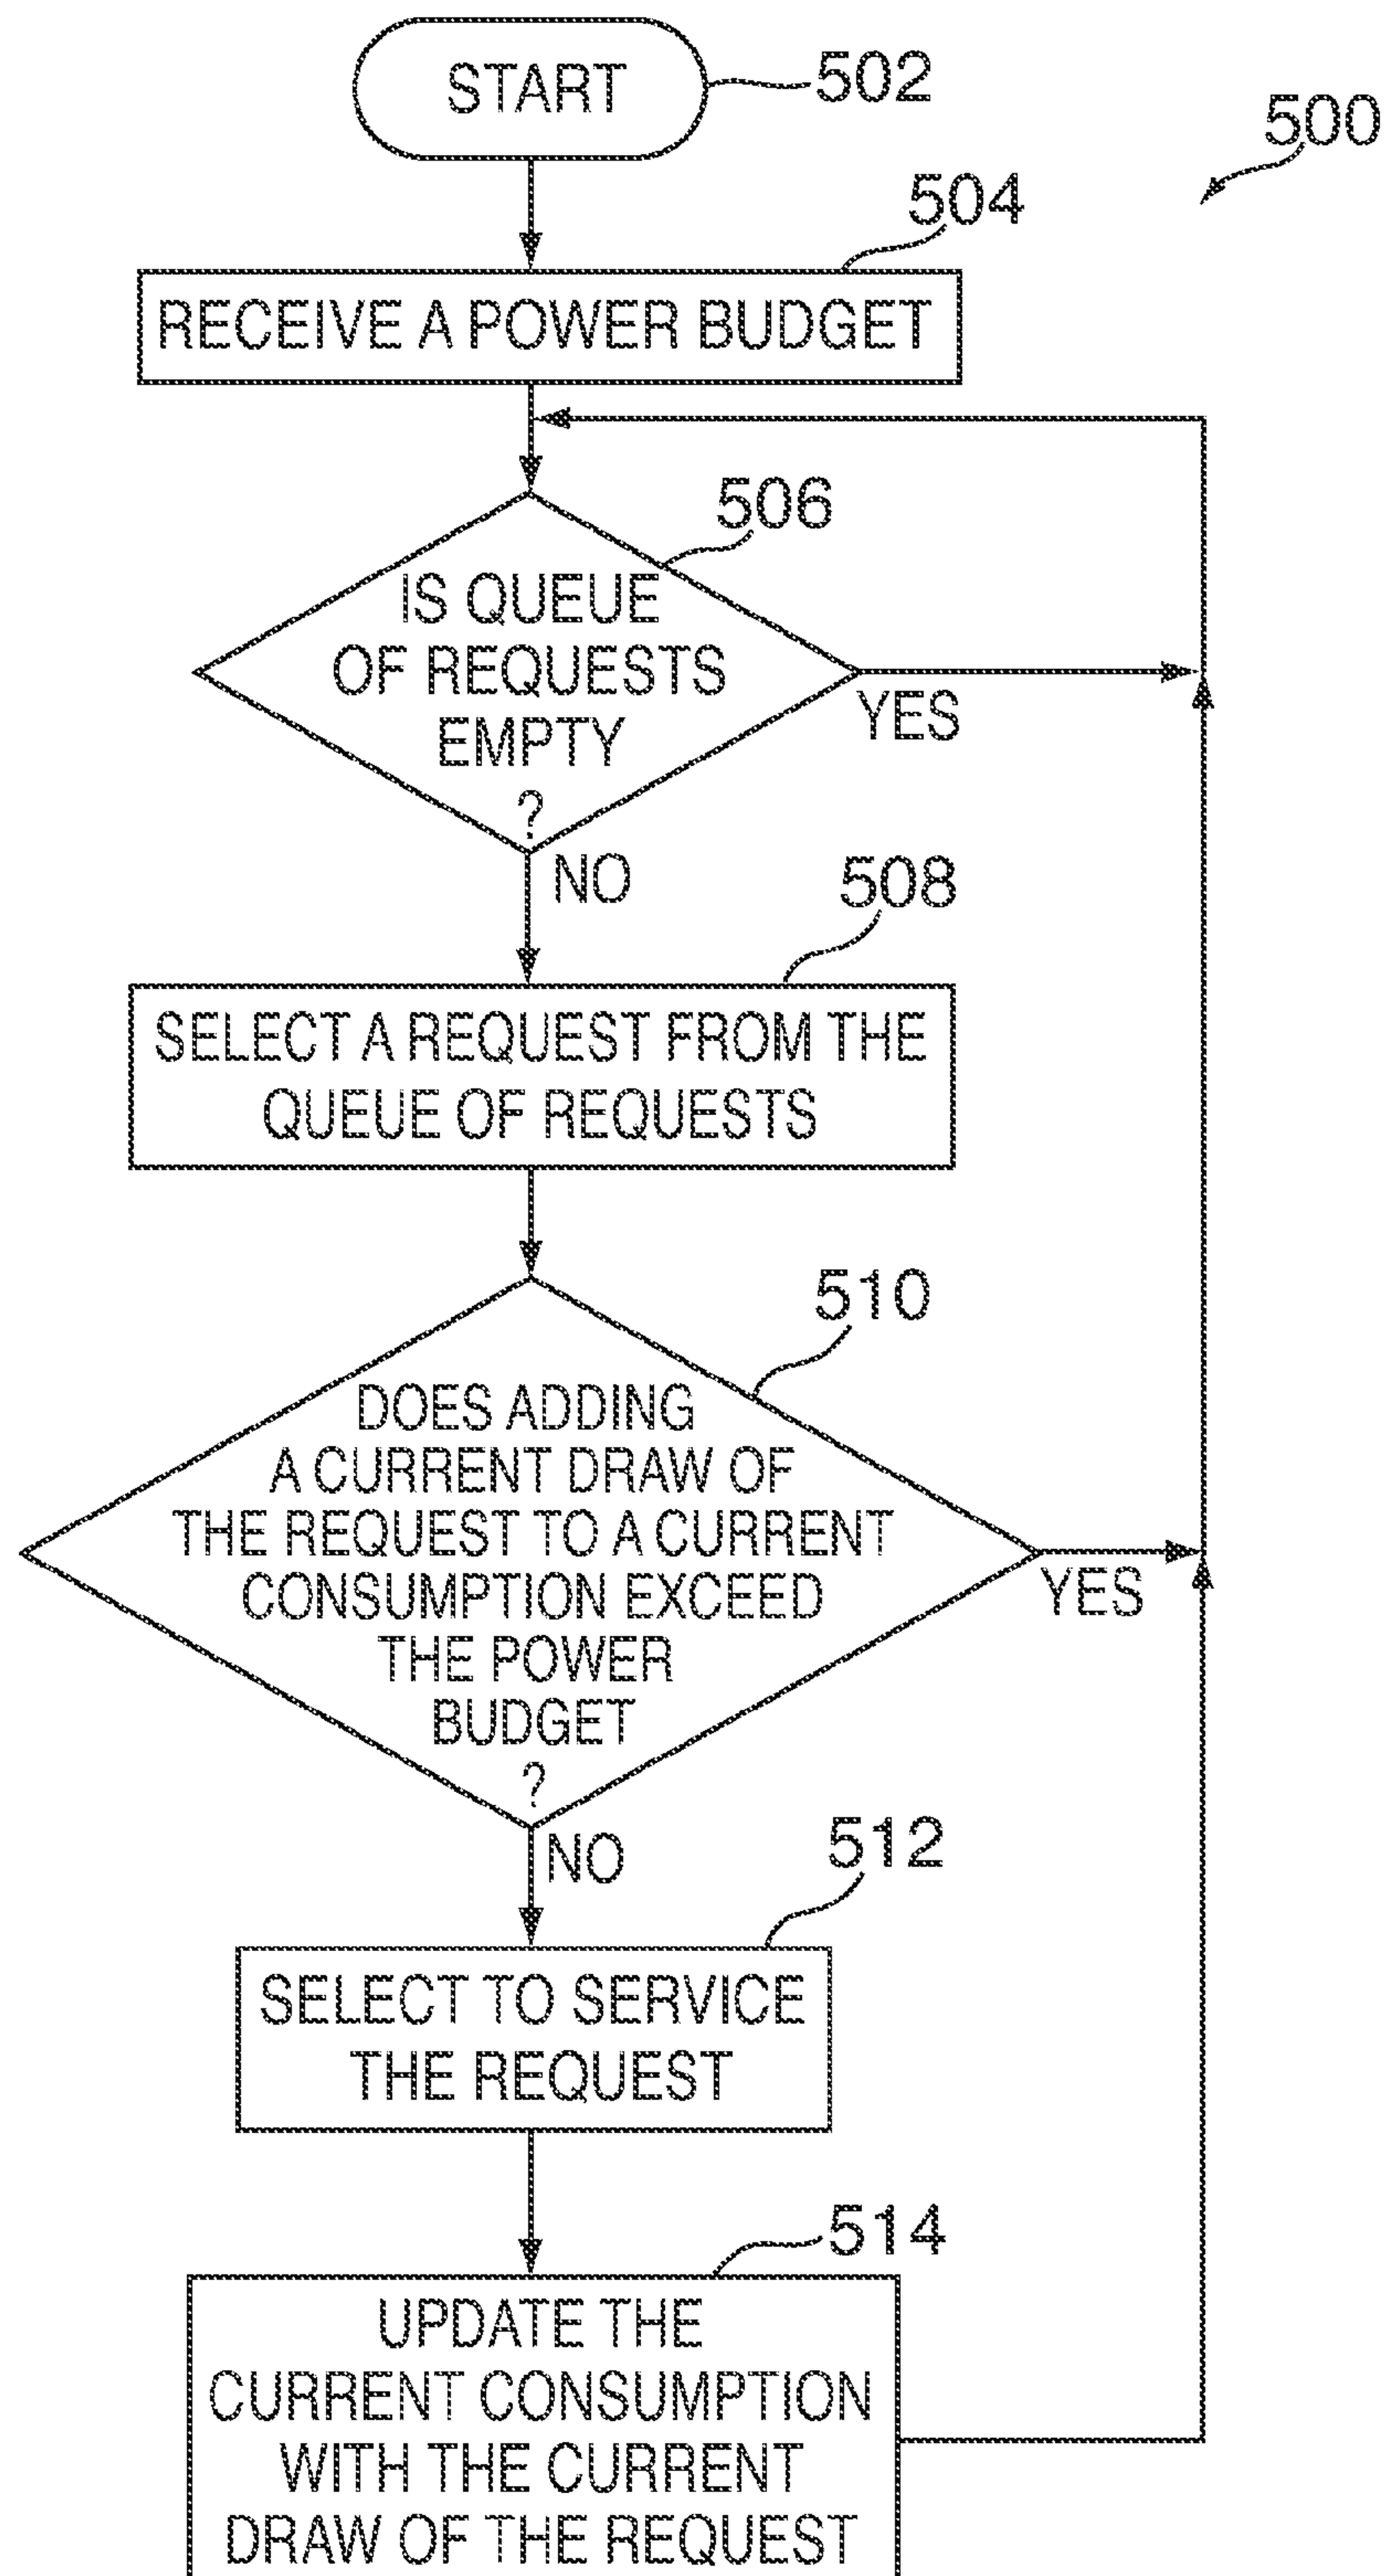 START
502
500
504
RECEIVE A POWER BUDGET
506
IS QUEUE
OF REQUESTS
EMPTY
?
YES
NO
508
SELECT A REQUEST FROM THE
QUEUE OF REQUESTS
510
DOES ADDING
A CURRENT DRAW OF
THE REQUEST TO A CURRENT
CONSUMPTION EXCEED
THE POWER
BUDGET
?
YES
NO
512
SELECT TO SERVICE
THE REQUEST
514
UPDATE THE
CURRENT CONSUMPTION
WITH THE CURRENT
DRAW OF THE REQUEST